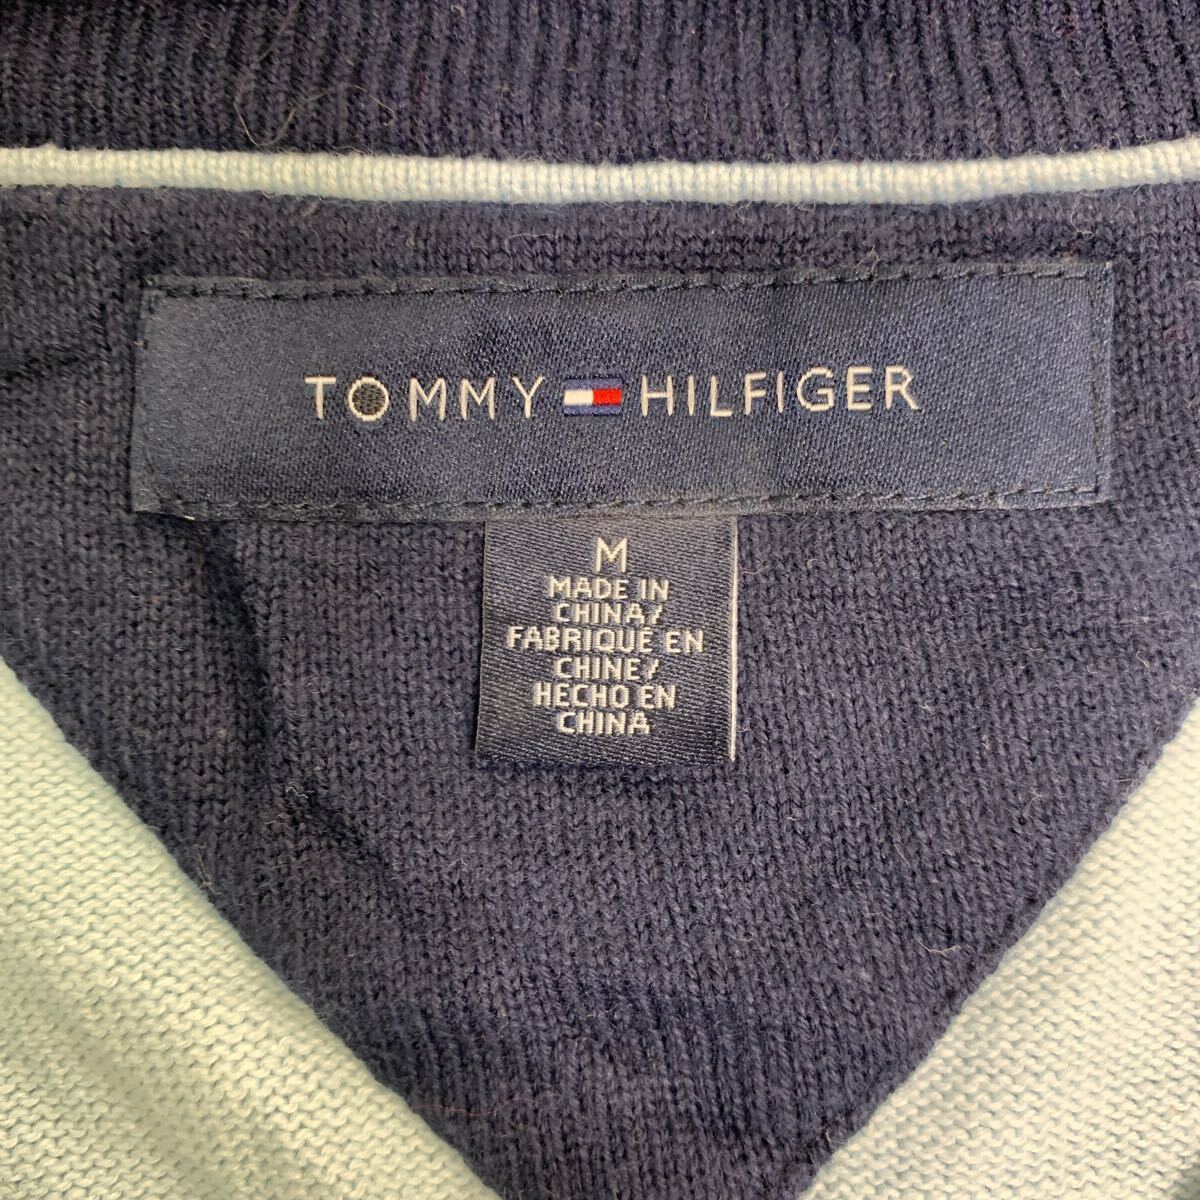 TOMMY HILFIGER
M
MADE IN
CHINA/
FABRIQUÉ EN
CHINE/
HECHO EN
CHINA